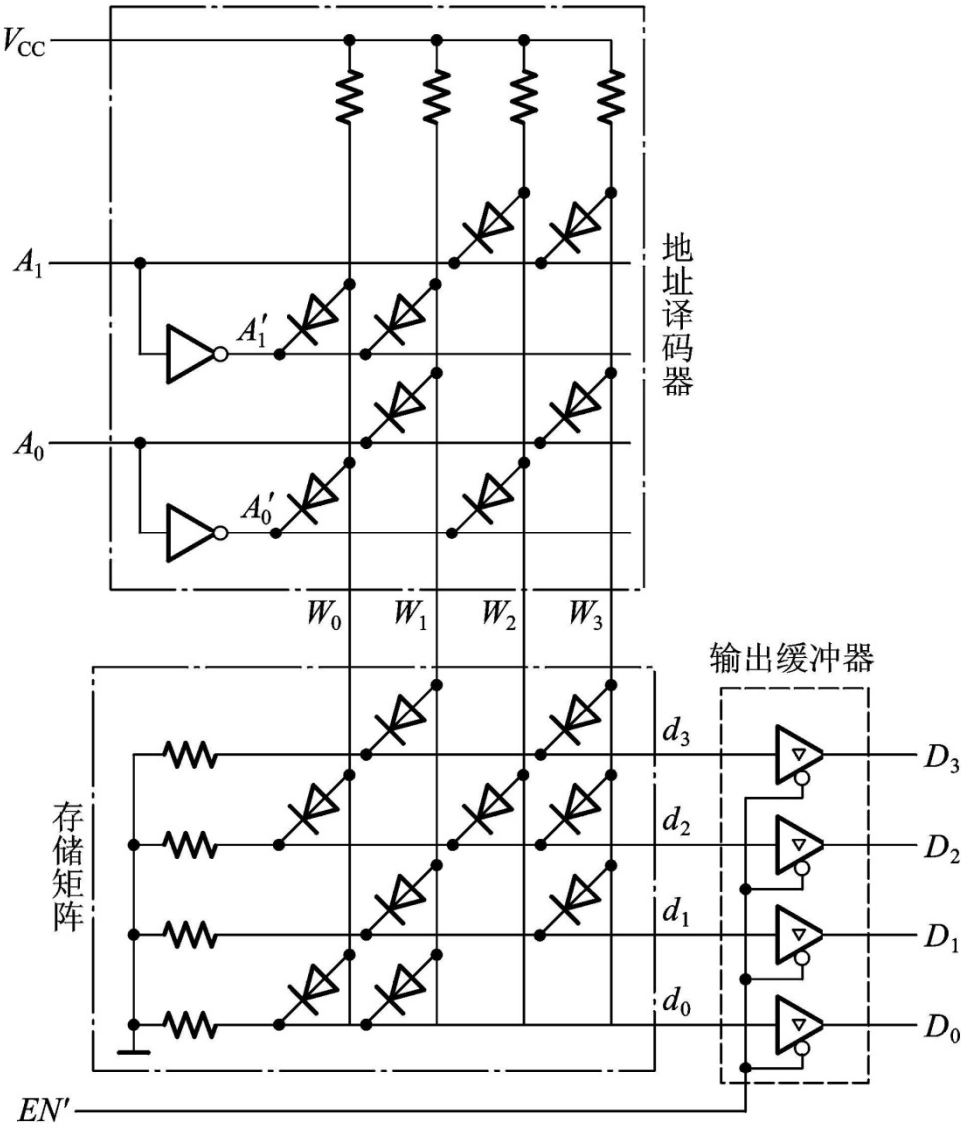 V_CC
A_1
A_1′
A_0
A_0′
地址译码器
W_0 W_1 W_2 W_3
输出缓冲器
存储矩阵
d_3 D_3
d_2 D_2
d_1 D_1
d_0 D_0
EN′